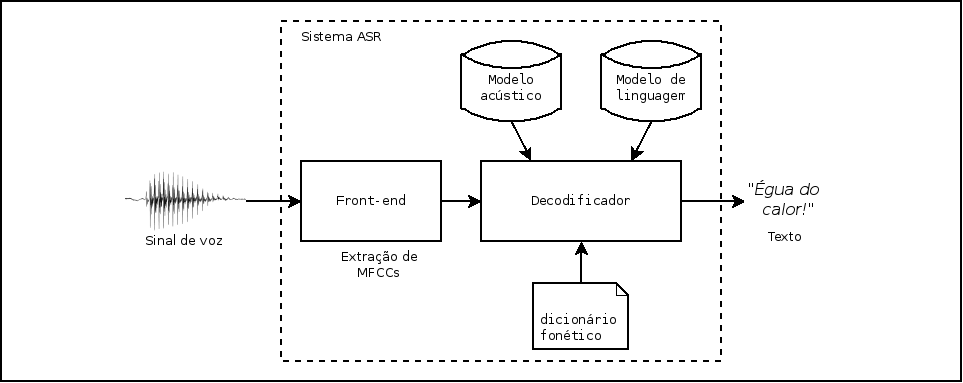 Sistema ASR
Modelo
acústico
Modelo de
linguagem
Front-end
Decodificador
"Égua do
calor!"
Sinal de voz
Texto
Extração de
MFCCs
dicionário
fonético